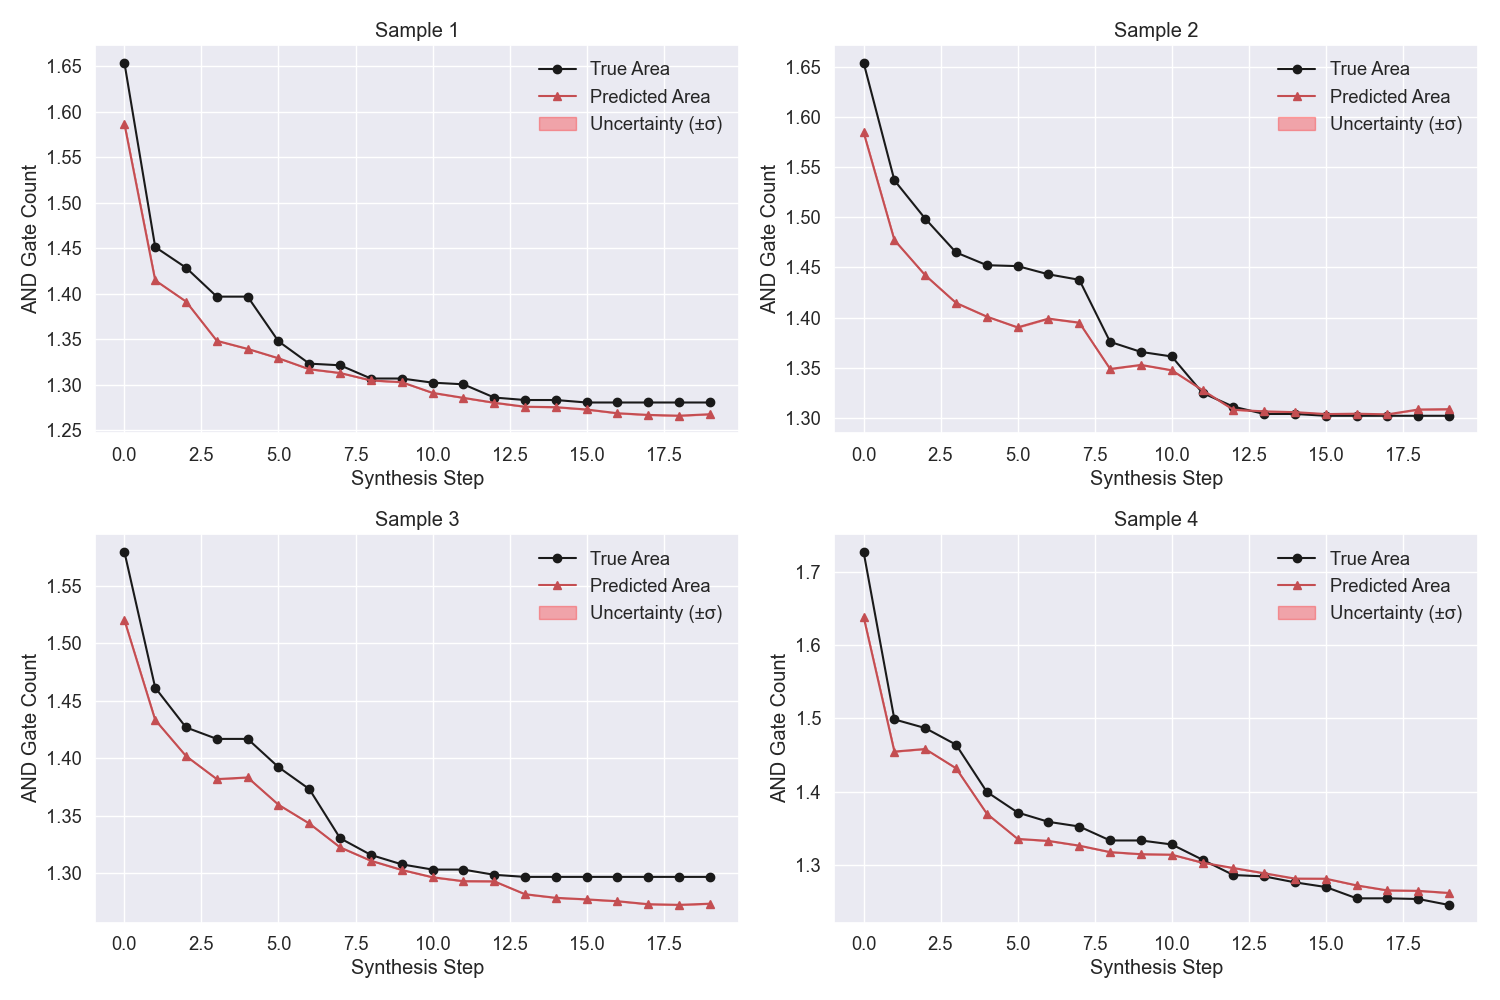 Sample 1
AND Gate Count
1.65
1.60
1.55
1.50
1.45
1.40
1.35
1.30
1.25
True Area
Predicted Area
Uncertainty (±σ)
0.0 2.5 5.0 7.5 10.0 12.5 15.0 17.5
Synthesis Step
Sample 2
AND Gate Count
1.65
1.60
1.55
1.50
1.45
1.40
1.35
1.30
True Area
Predicted Area
Uncertainty (±σ)
0.0 2.5 5.0 7.5 10.0 12.5 15.0 17.5
Synthesis Step
Sample 3
AND Gate Count
1.55
1.50
1.45
1.40
1.35
1.30
True Area
Predicted Area
Uncertainty (±σ)
0.0 2.5 5.0 7.5 10.0 12.5 15.0 17.5
Synthesis Step
Sample 4
AND Gate Count
1.7
1.6
1.5
1.4
1.3
True Area
Predicted Area
Uncertainty (±σ)
0.0 2.5 5.0 7.5 10.0 12.5 15.0 17.5
Synthesis Step